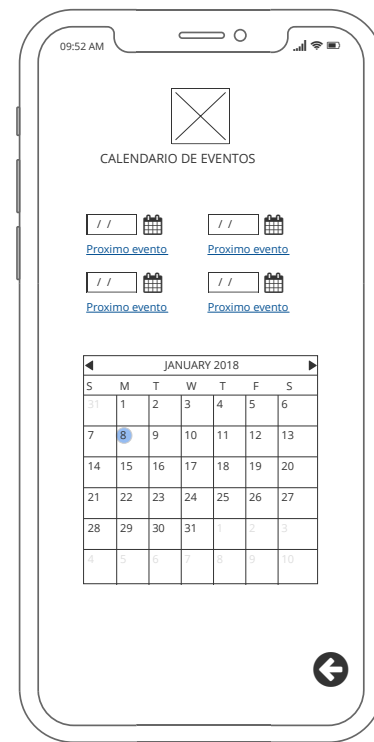 09:52 AM
CALENDARIO DE EVENTOS
/ / / /
Proximo evento Proximo evento
/ / / /
Proximo evento Proximo evento
JANUARY 2018
S M T W T F S
31 1 2 3 4 5 6
7 8 9 10 11 12 13
14 15 16 17 18 19 20
21 22 23 24 25 26 27
28 29 30 31 1 2 3
4 5 6 7 8 9 10